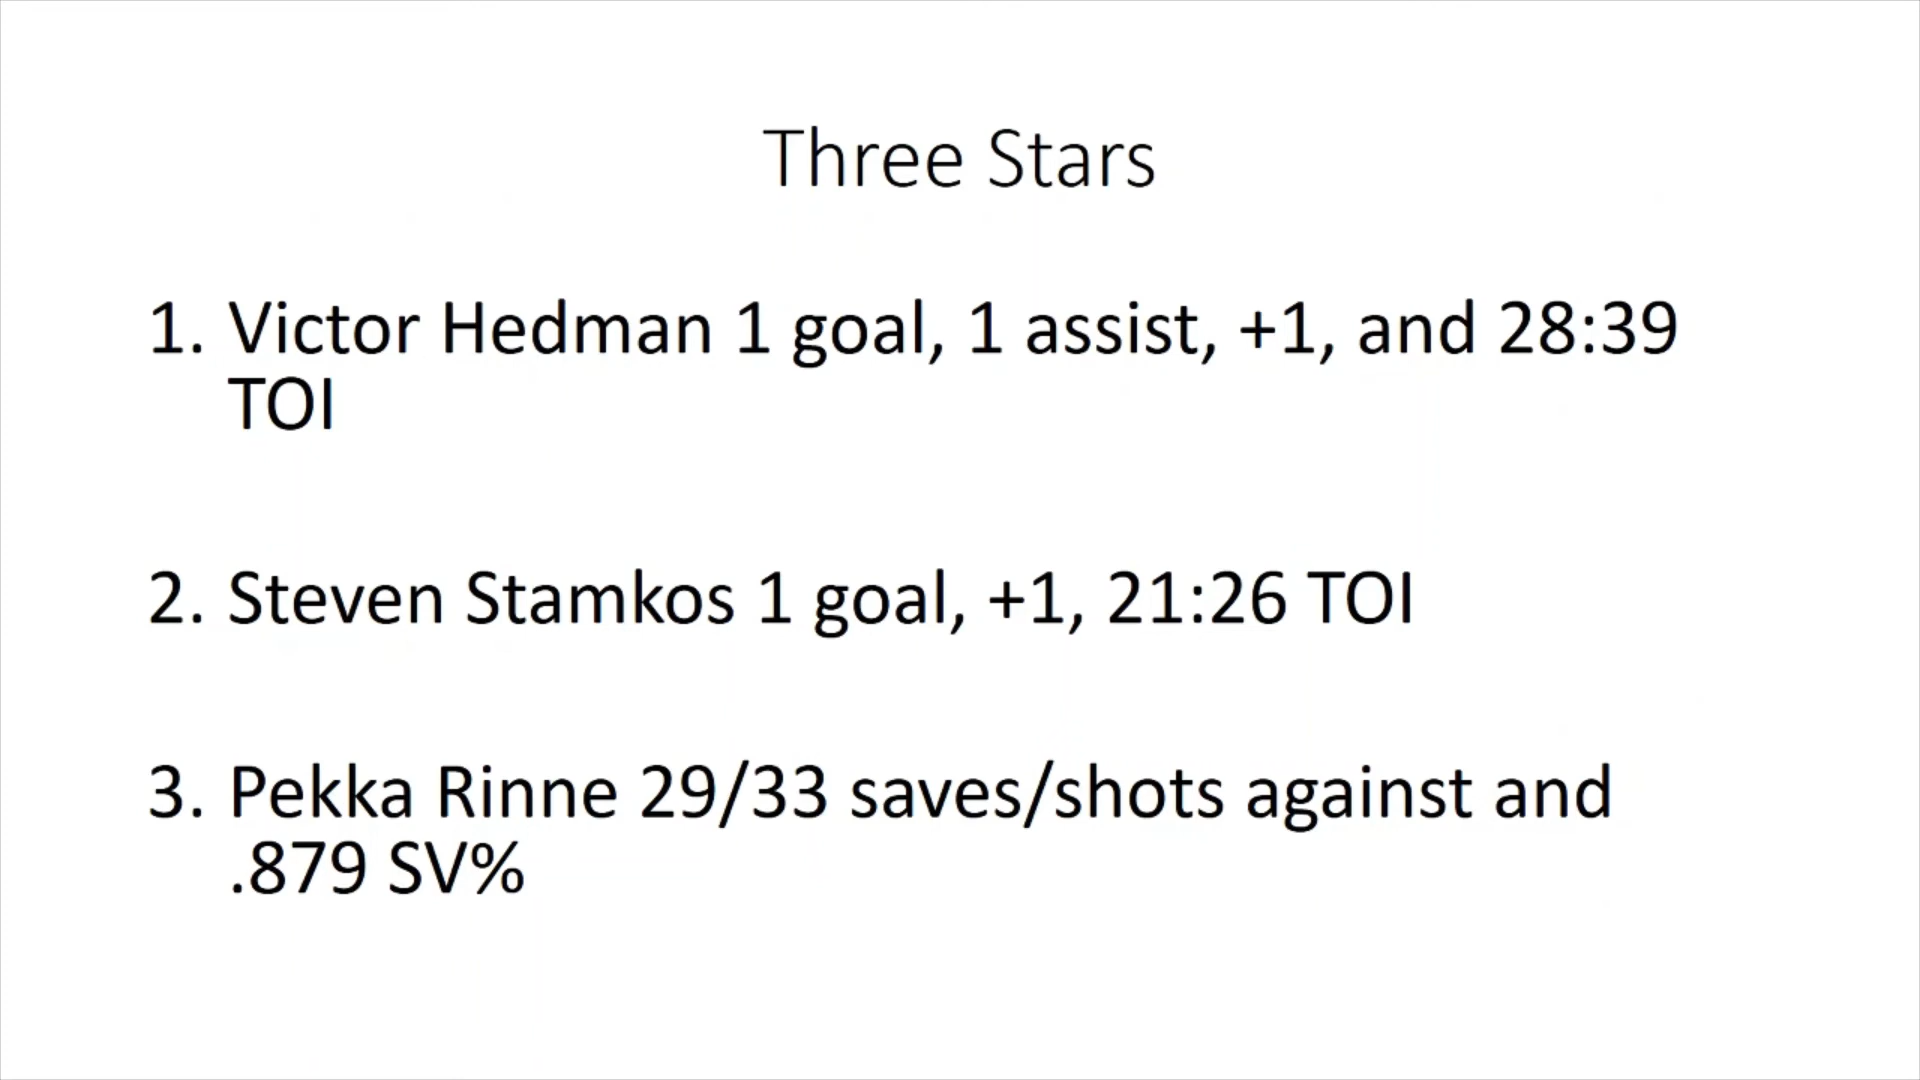 Three Stars
1. Victor Hedman 1 goal, 1 assist, +1, and 28:39
TOI
2. Steven Stamkos 1 goal, +1, 21:26 TOI
3. Pekka Rinne 29/33 saves/shots against and
.879 SV%